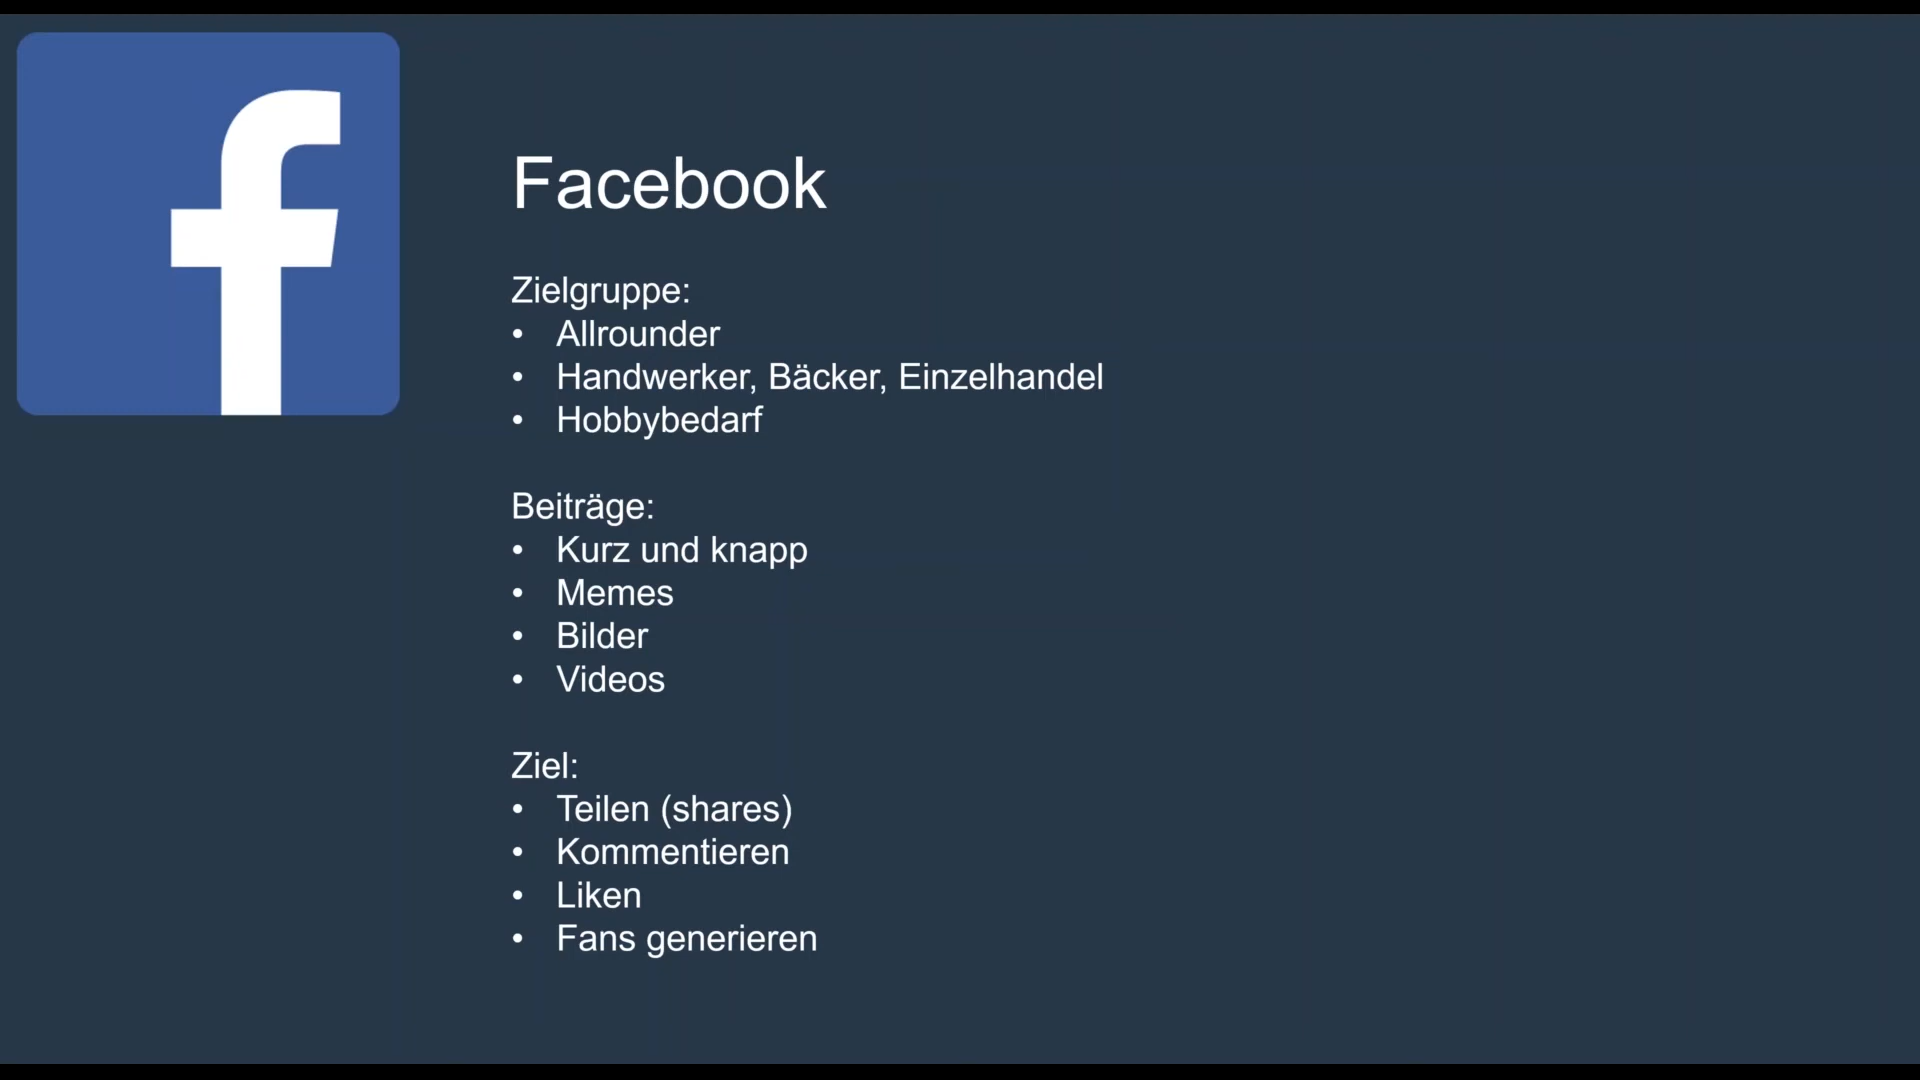 Facebook
Zielgruppe:
• Allrounder
• Handwerker, Bäcker, Einzelhandel
• Hobbybedarf
Beiträge:
• Kurz und knapp
• Memes
• Bilder
• Videos
Ziel:
• Teilen (shares)
• Kommentieren
• Liken
• Fans generieren